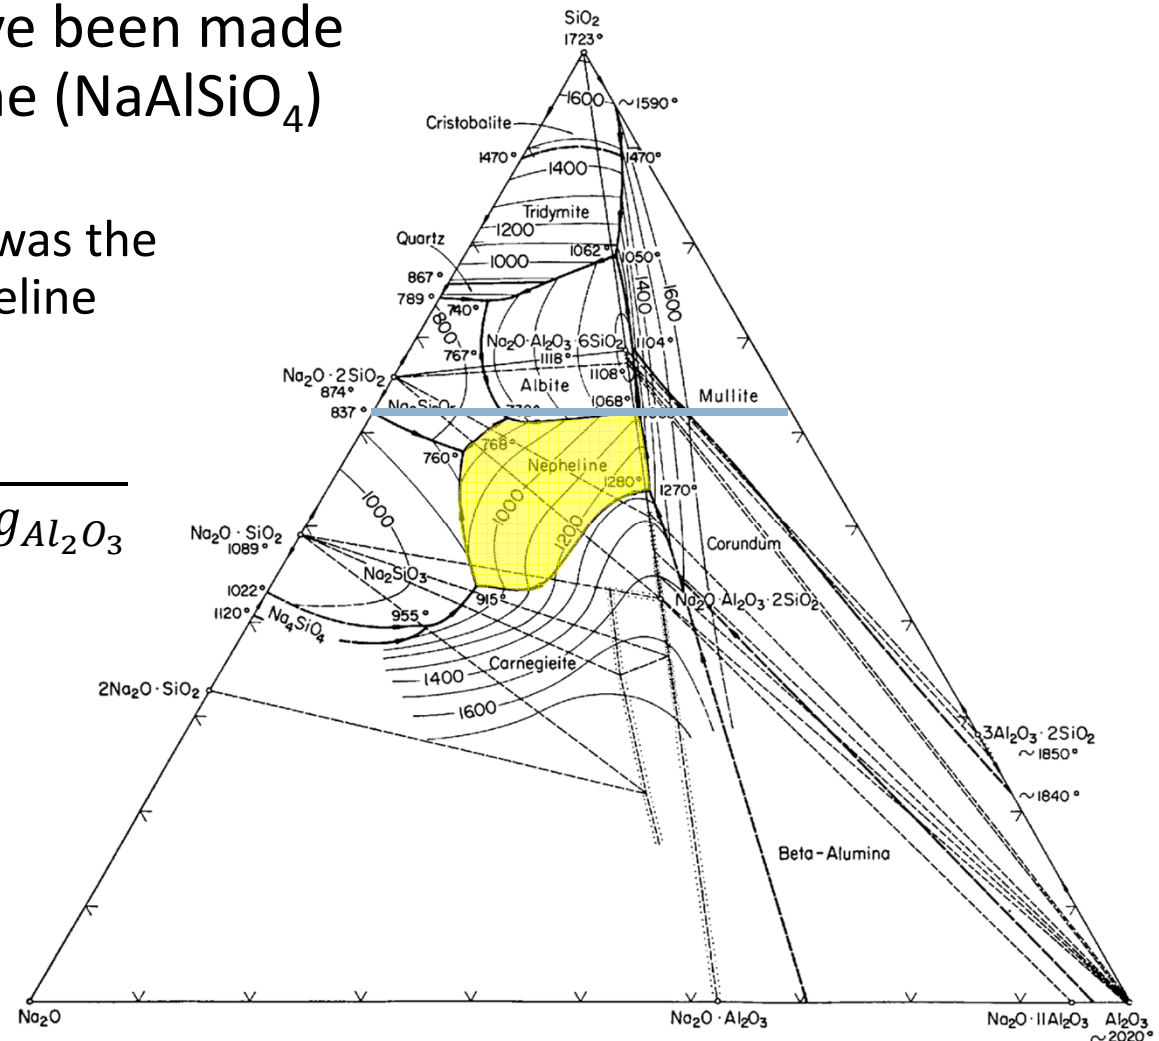 ve been made
ne (NaAlSiO₄)
was the
eline
g_{Al₂O₃}
SiO₂
1723°
1600
~1590°
Cristobalite
1470°
1470°
1400
Tridymite
1200
Quartz
1062°
1050°
1000
867°
789°
740°
800
1400
1600
Na₂O·Al₂O₃·6SiO₂
1104°
767°
1118°
1108°
Na₂O·2SiO₂
874°
Albite
Mullite
1068°
837°
768°
760°
Nepheline
1280°
1270°
1000
1000
1200
Na₂O·SiO₂
1089°
Corundum
Na₂SiO₃
1022°
915°
Na₂O·Al₂O₃·2SiO₂
1120°
Na₄SiO₄
955°
Carnegieite
1400
2Na₂O·SiO₂
1600
3Al₂O₃·2SiO₂
~1850°
~1840°
Beta-Alumina
Na₂O
Na₂O·Al₂O₃
Na₂O·11Al₂O₃
Al₂O₃
~2020°